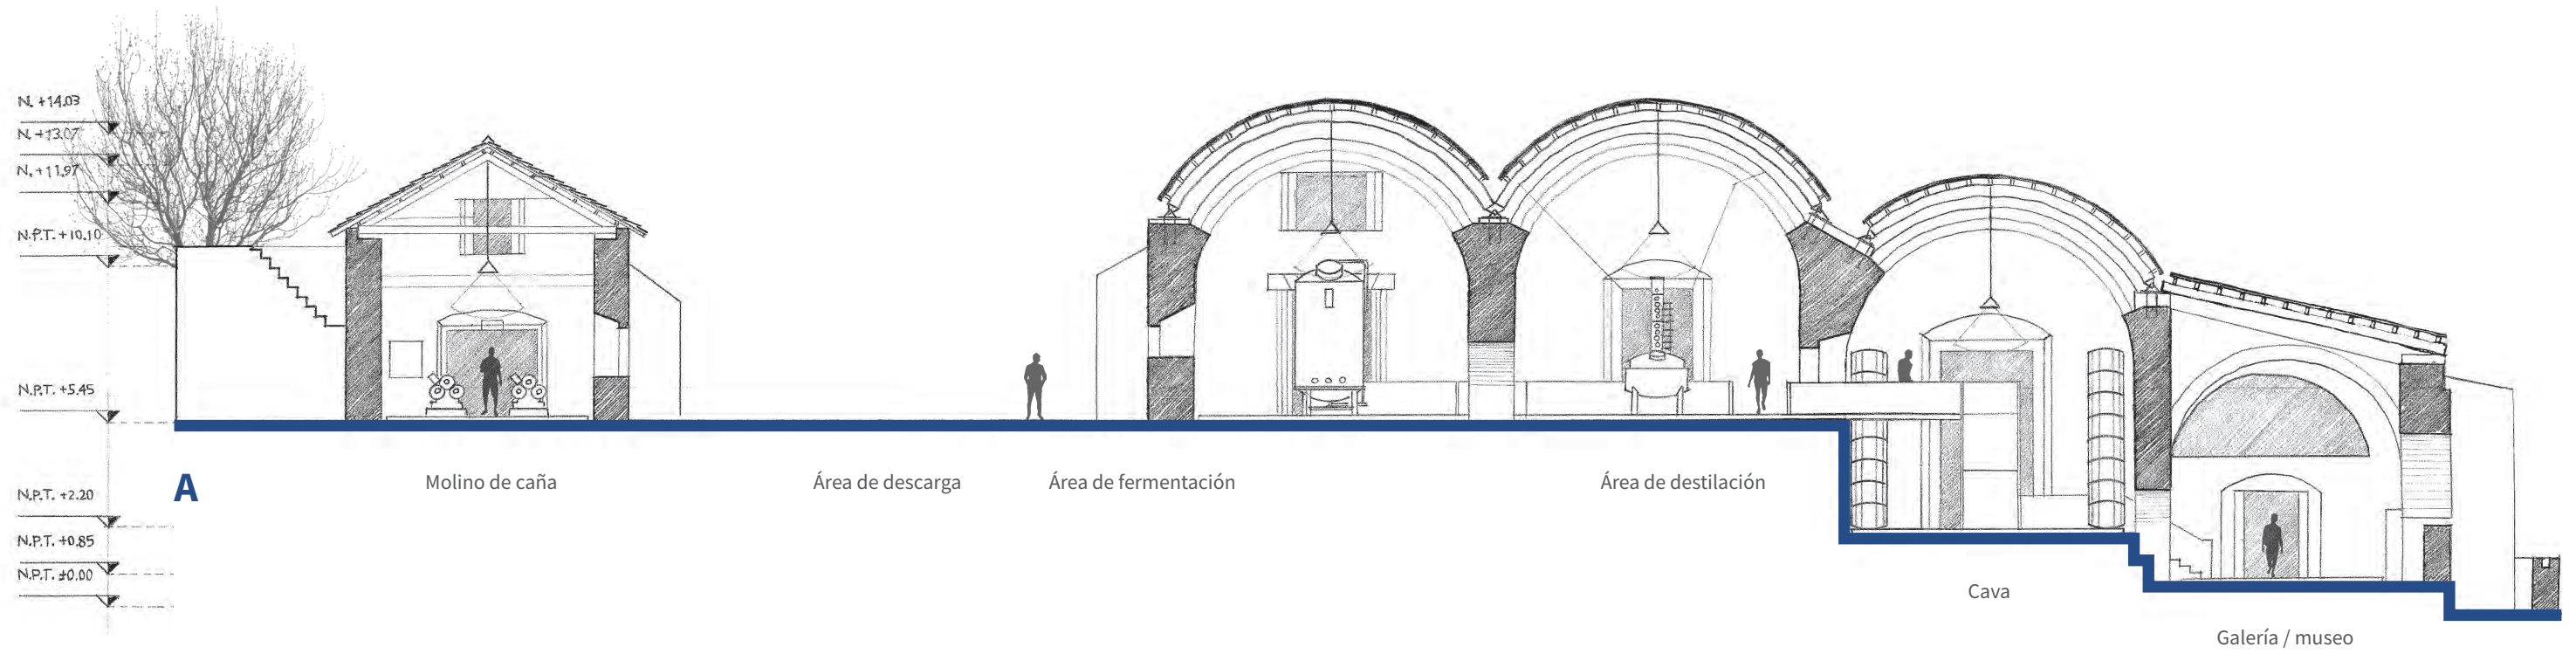 N. +14.03
N. +13.07
N. +11.97
N.P.T. +10.10
N.P.T. +5.45
N.P.T. +2.20
N.P.T. +0.85
N.P.T. ±0.00
A
Molino de caña
Área de descarga
Área de fermentación
Área de destilación
Cava
Galería / museo